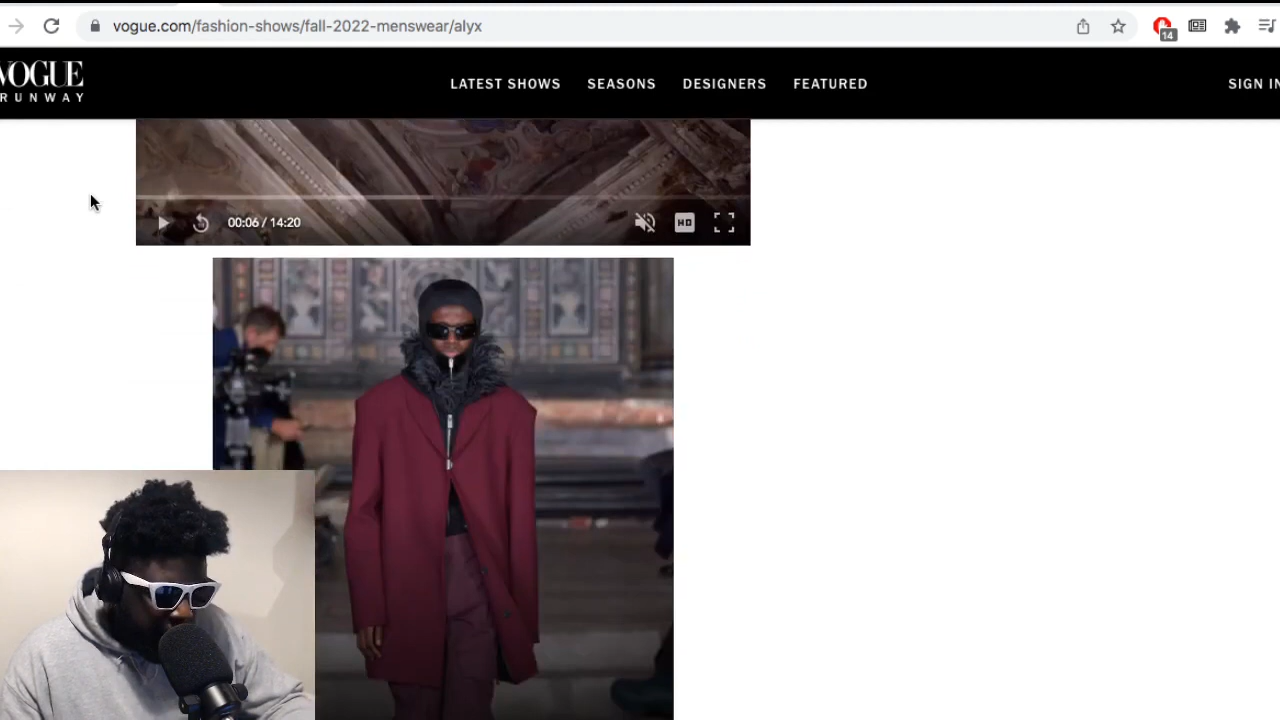 vogue.com/fashion-shows/fall-2022-menswear/alyx
14
VOGUE
RUNWAY
LATEST SHOWS SEASONS DESIGNERS FEATURED
SIGN IN
00:06 / 14:20
HD